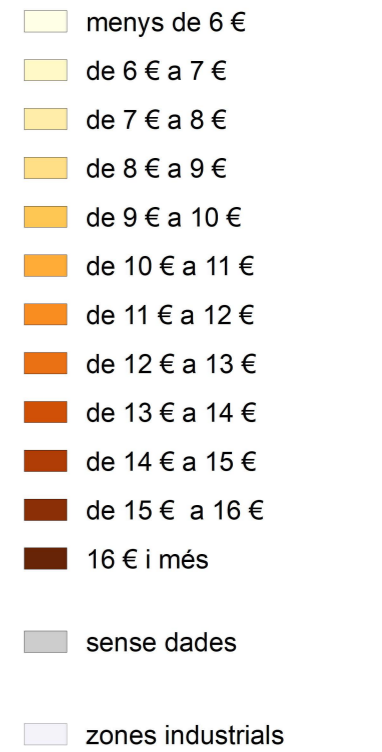 menys de 6 €
de 6 € a 7 €
de 7 € a 8 €
de 8 € a 9 €
de 9 € a 10 €
de 10 € a 11 €
de 11 € a 12 €
de 12 € a 13 €
de 13 € a 14 €
de 14 € a 15 €
de 15 € a 16 €
16 € i més
sense dades
zones industrials